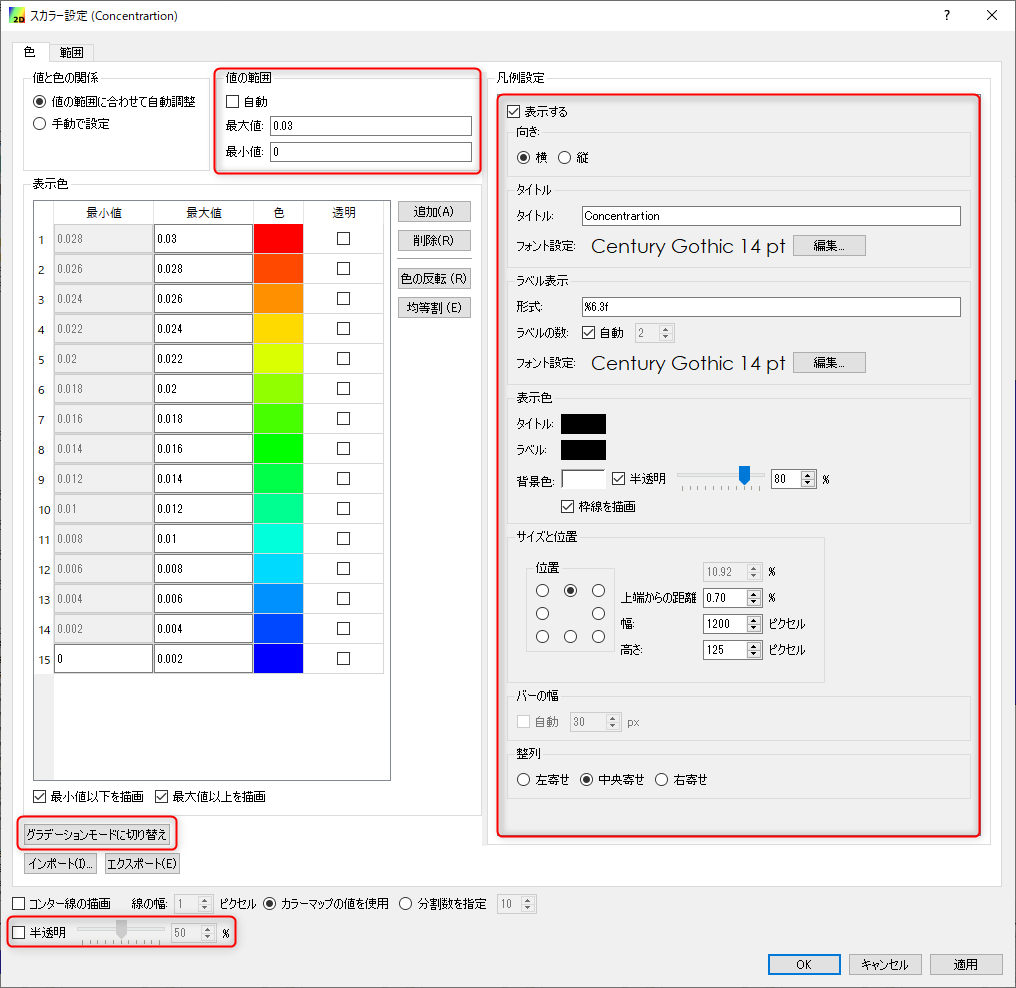 2D スカラー設定 (Concentrartion) ?
色 範囲
値と色の関係
値の範囲に合わせて自動調整
手動で設定
値の範囲
自動
最大値: 0.03
最小値: 0
表示色
最小値 最大値 色 透明
1 0.028 0.03
2 0.026 0.028
3 0.024 0.026
4 0.022 0.024
5 0.02 0.022
6 0.018 0.02
7 0.016 0.018
8 0.014 0.016
9 0.012 0.014
10 0.01 0.012
11 0.008 0.01
12 0.006 0.008
13 0.004 0.006
14 0.002 0.004
15 0 0.002
追加(A)
削除(R)
色の反転 (R)
均等割 (E)
最小値以下を描画 最大値以上を描画
グラデーションモードに切り替え
インポート(I)... エクスポート(E)
凡例設定
表示する
向き:
横 縦
タイトル
タイトル: Concentrartion
フォント設定: Century Gothic 14 pt 編集...
ラベル表示
形式: %6.3f
ラベルの数: 自動 2
フォント設定: Century Gothic 14 pt 編集...
表示色
タイトル:
ラベル:
背景色: 半透明 80 %
枠線を描画
サイズと位置
位置
10.92 %
上端からの距離 0.70 %
幅: 1200 ピクセル
高さ: 125 ピクセル
バーの幅
自動 30 px
整列
左寄せ 中央寄せ 右寄せ
コンター線の描画 線の幅: 1 ピクセル カラーマップの値を使用 分割数を指定 10
半透明 50 %
OK キャンセル 適用